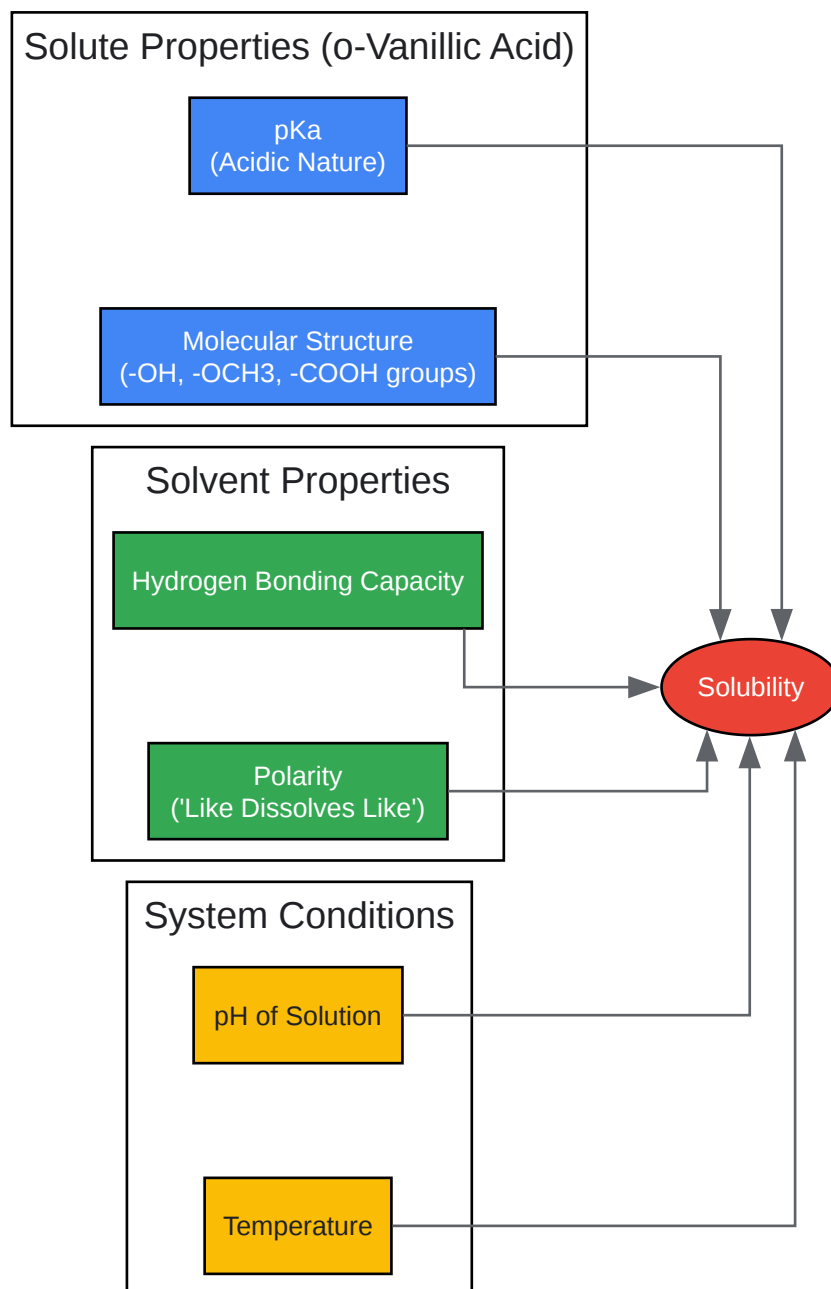 Solute Properties (o-Vanillic Acid)
pKa
(Acidic Nature)
Molecular Structure
(-OH, -OCH3, -COOH groups)
Solvent Properties
Hydrogen Bonding Capacity
Solubility
Polarity
('Like Dissolves Like')
System Conditions
pH of Solution
Temperature